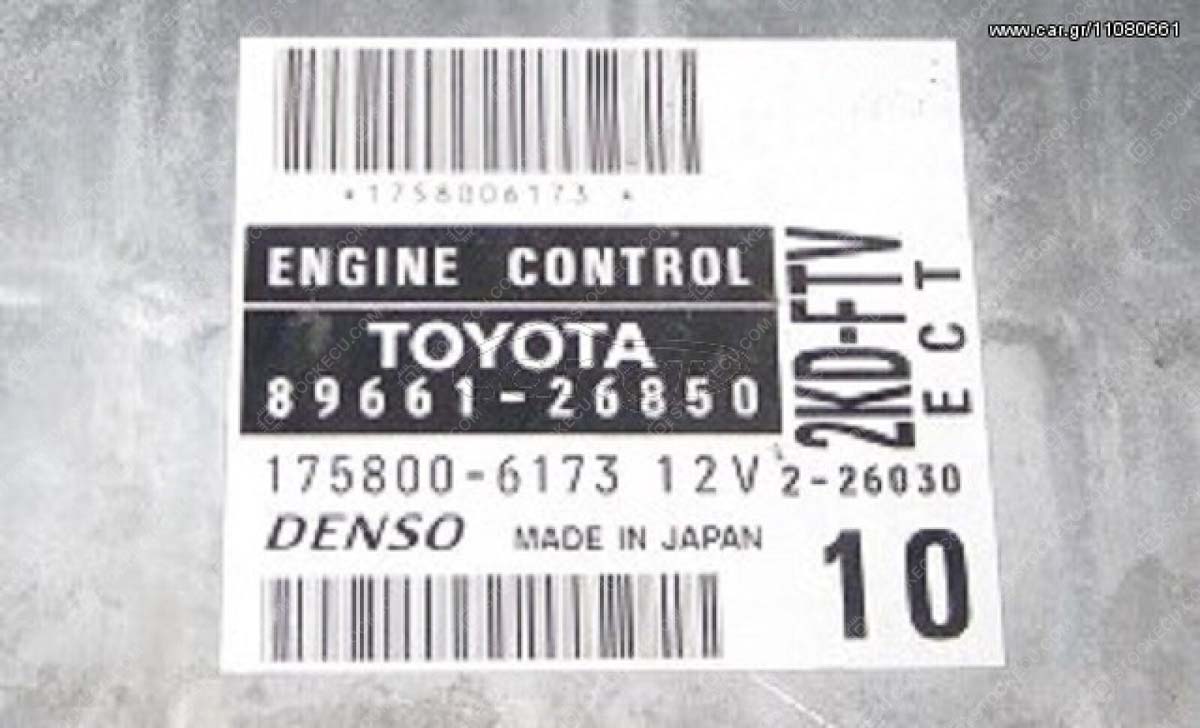 www.car.gr/11080661
*1758006173*
ENGINE CONTROL
TOYOTA
89661-26850
2KD-FTV
ECT
175800-6173 12V
2-26030
DENSO MADE IN JAPAN
10